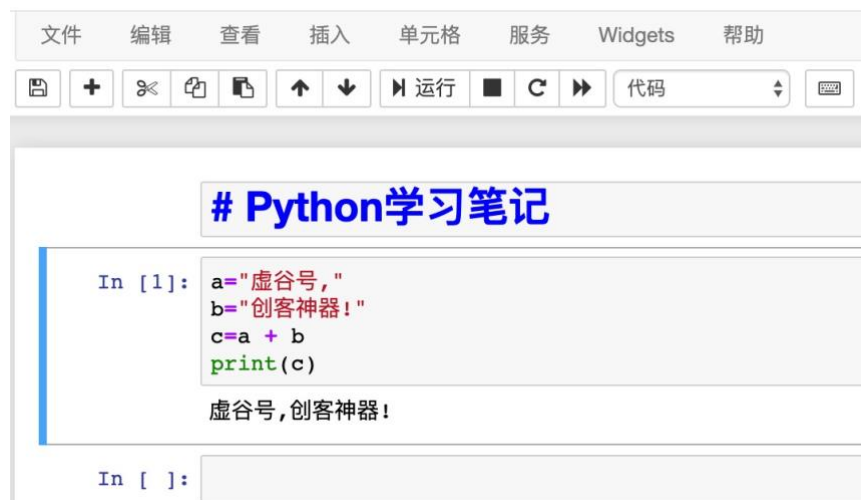 文件 编辑 查看 插入 单元格 服务 Widgets 帮助
运行 代码
# Python学习笔记
In [1]: a="虚谷号,"
b="创客神器!"
c=a + b
print(c)
虚谷号,创客神器!
In [ ]: